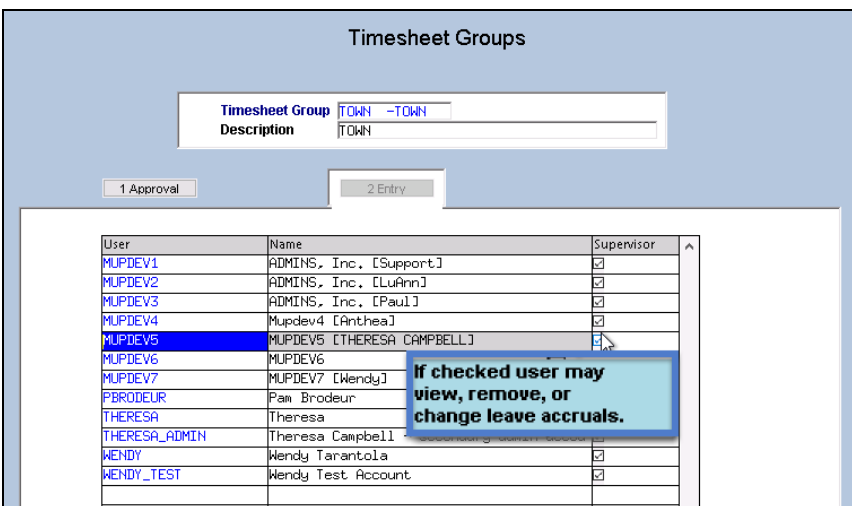 Timesheet Groups
Timesheet Group TOWN -TOWN
Description TOWN
1 Approval 2 Entry
User Name Supervisor
MUPDEV1 ADMINS, Inc. [Support]
MUPDEV2 ADMINS, Inc. [LuAnn]
MUPDEV3 ADMINS, Inc. [Paul]
MUPDEV4 Mupdev4 [Anthea]
MUPDEV5 MUPDEV5 [THERESA CAMPBELL]
MUPDEV6 MUPDEV6
MUPDEV7 MUPDEV7 [Wendy]
If checked user may
view, remove, or
change leave accruals.
PBRODEUR Pam Brodeur
THERESA Theresa
THERESA_ADMIN Theresa Campbell - secondary admin accou
WENDY Wendy Tarantola
WENDY_TEST Wendy Test Account